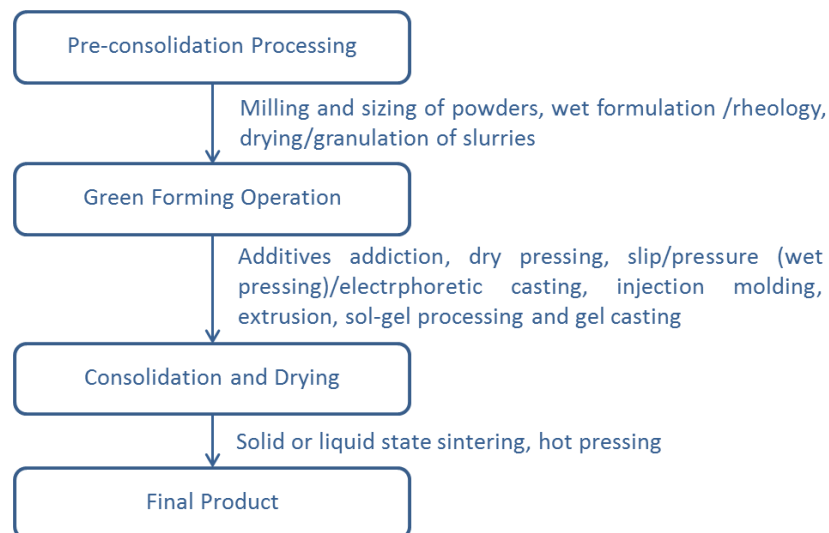 Pre-consolidation Processing
Milling and sizing of powders, wet formulation /rheology,
drying/granulation of slurries
Green Forming Operation
Additives addiction, dry pressing, slip/pressure (wet
pressing)/electrphoretic casting, injection molding,
extrusion, sol-gel processing and gel casting
Consolidation and Drying
Solid or liquid state sintering, hot pressing
Final Product